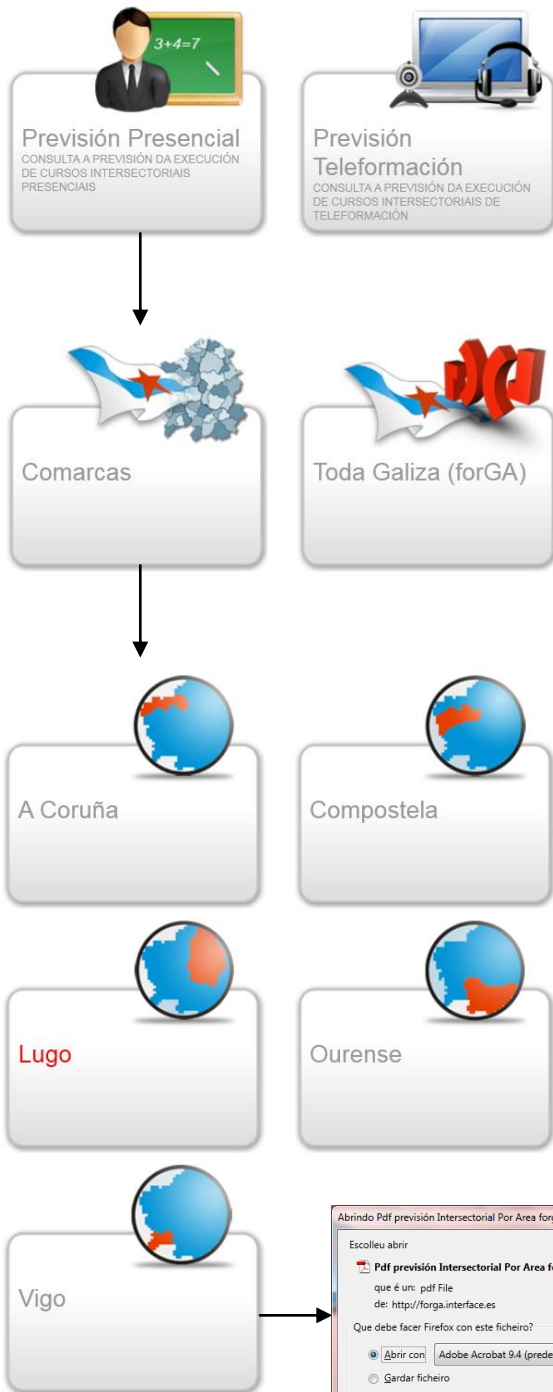 3+4=7
Previsión Presencial
CONSULTA A PREVISIÓN DA EXECUCIÓN
DE CURSOS INTERSECTORIAIS
PRESENCIAIS
Previsión
Teleformación
CONSULTA A PREVISIÓN DA EXECUCIÓN
DE CURSOS INTERSECTORIAIS DE
TELEFORMACIÓN
Comarcas
Toda Galiza (forGA)
A Coruña
Compostela
Lugo
Ourense
Vigo
Abrindo Pdf previsión Intersectorial Por Area
Escolleu abrir
Pdf previsión Intersectorial Por Area
que é un: pdf File
de: http://forga.interface.es
Que debe facer Firefox con este ficheiro?
Abrir con Adobe Acrobat 9.4
Gardar ficheiro